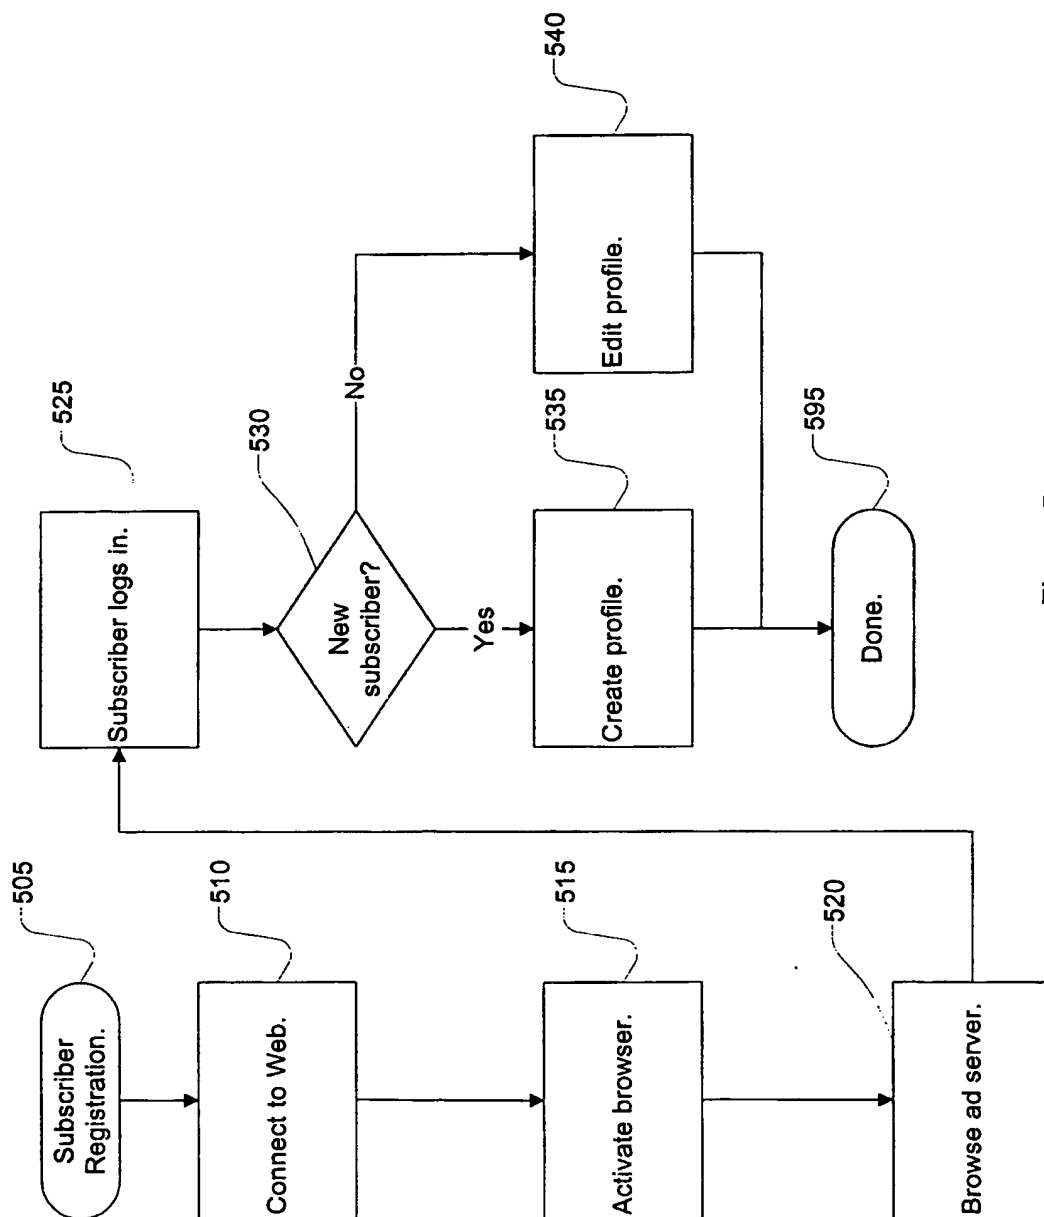 505
Subscriber
Registration.
510
Connect to Web.
515
Activate browser.
520
Browse ad server.
525
Subscriber logs in.
530
New
subscriber?
No
Yes
535
Create profile.
540
Edit profile.
595
Done.